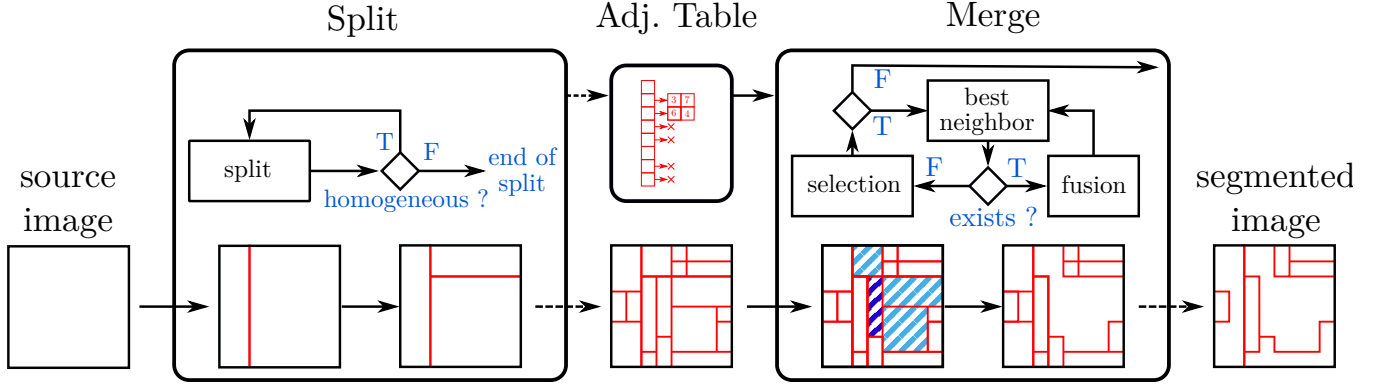 Split
Adj. Table
Merge
source
image
split
T
F
homogeneous ?
end of
split
3 7
6 4
F
T
best
neighbor
selection
F
T
fusion
exists ?
segmented
image